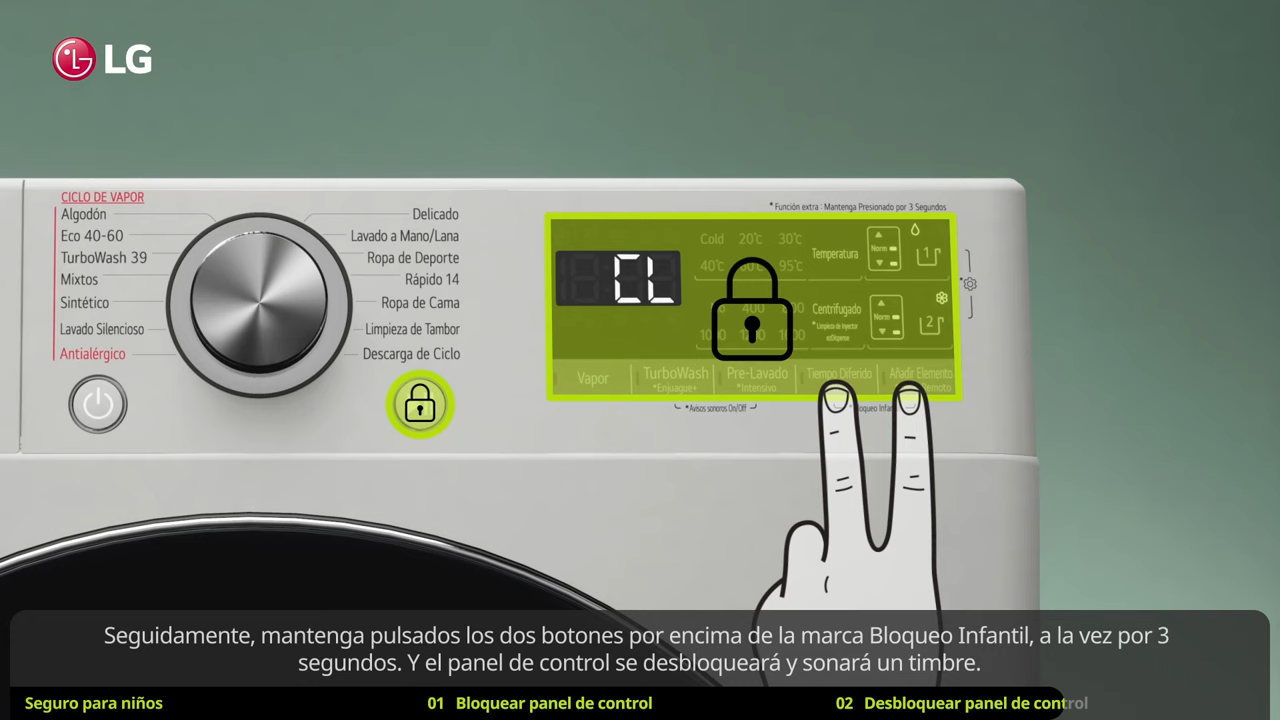 LG
CICLO DE VAPOR
Algodón
Eco 40-60
TurboWash 39
Mixtos
Sintético
Lavado Silencioso
Antialérgico
Delicado
Lavado a Mano/Lana
Ropa de Deporte
Rápido 14
Ropa de Cama
Limpieza de Tambor
Descarga de Ciclo
* Función extra : Mantenga Presionado por 3 Segundos
CL
Cold 20℃ 30℃
40℃ 95℃
400
Temperatura
Norm
1
Centrifugado
Norm
2
Vapor
TurboWash
*Enjuague+
Pre-Lavado
*Intensivo
Tiempo Diferido
Añadir Elemento
*Avisos sonoros On/Off
Seguidamente, mantenga pulsados los dos botones por encima de la marca Bloqueo Infantil, a la vez por 3
segundos. Y el panel de control se desbloqueará y sonará un timbre.
Seguro para niños
01 Bloquear panel de control
02 Desbloquear panel de control